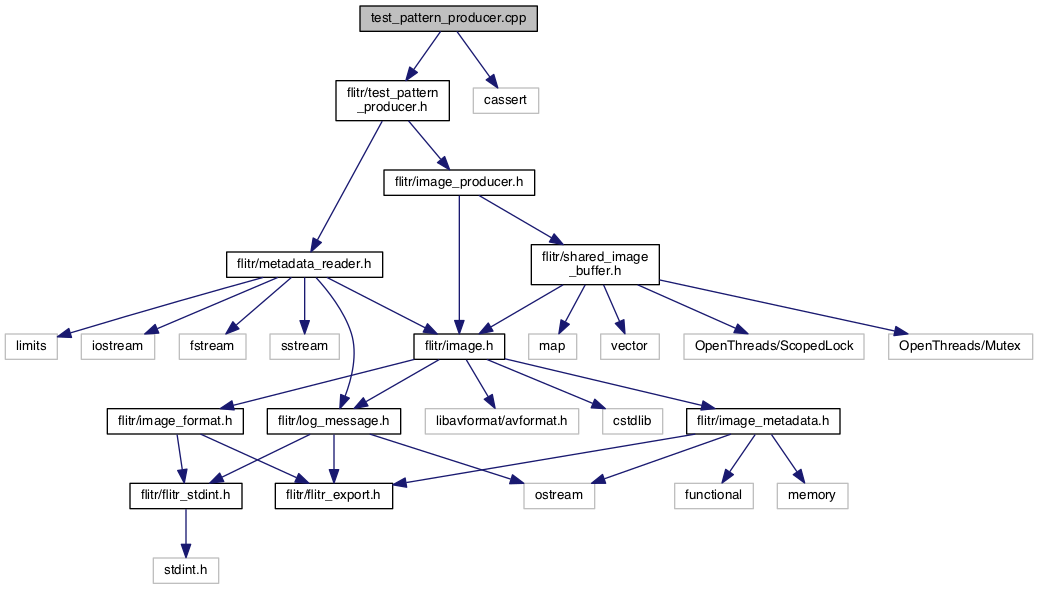 test_pattern_producer.cpp
flitr/test_pattern
_producer.h
cassert
flitr/image_producer.h
flitr/metadata_reader.h
flitr/shared_image
_buffer.h
limits
iostream
fstream
sstream
flitr/image.h
map
vector
OpenThreads/ScopedLock
OpenThreads/Mutex
flitr/image_format.h
flitr/log_message.h
libavformat/avformat.h
cstdlib
flitr/image_metadata.h
flitr/flitr_stdint.h
flitr/flitr_export.h
ostream
functional
memory
stdint.h